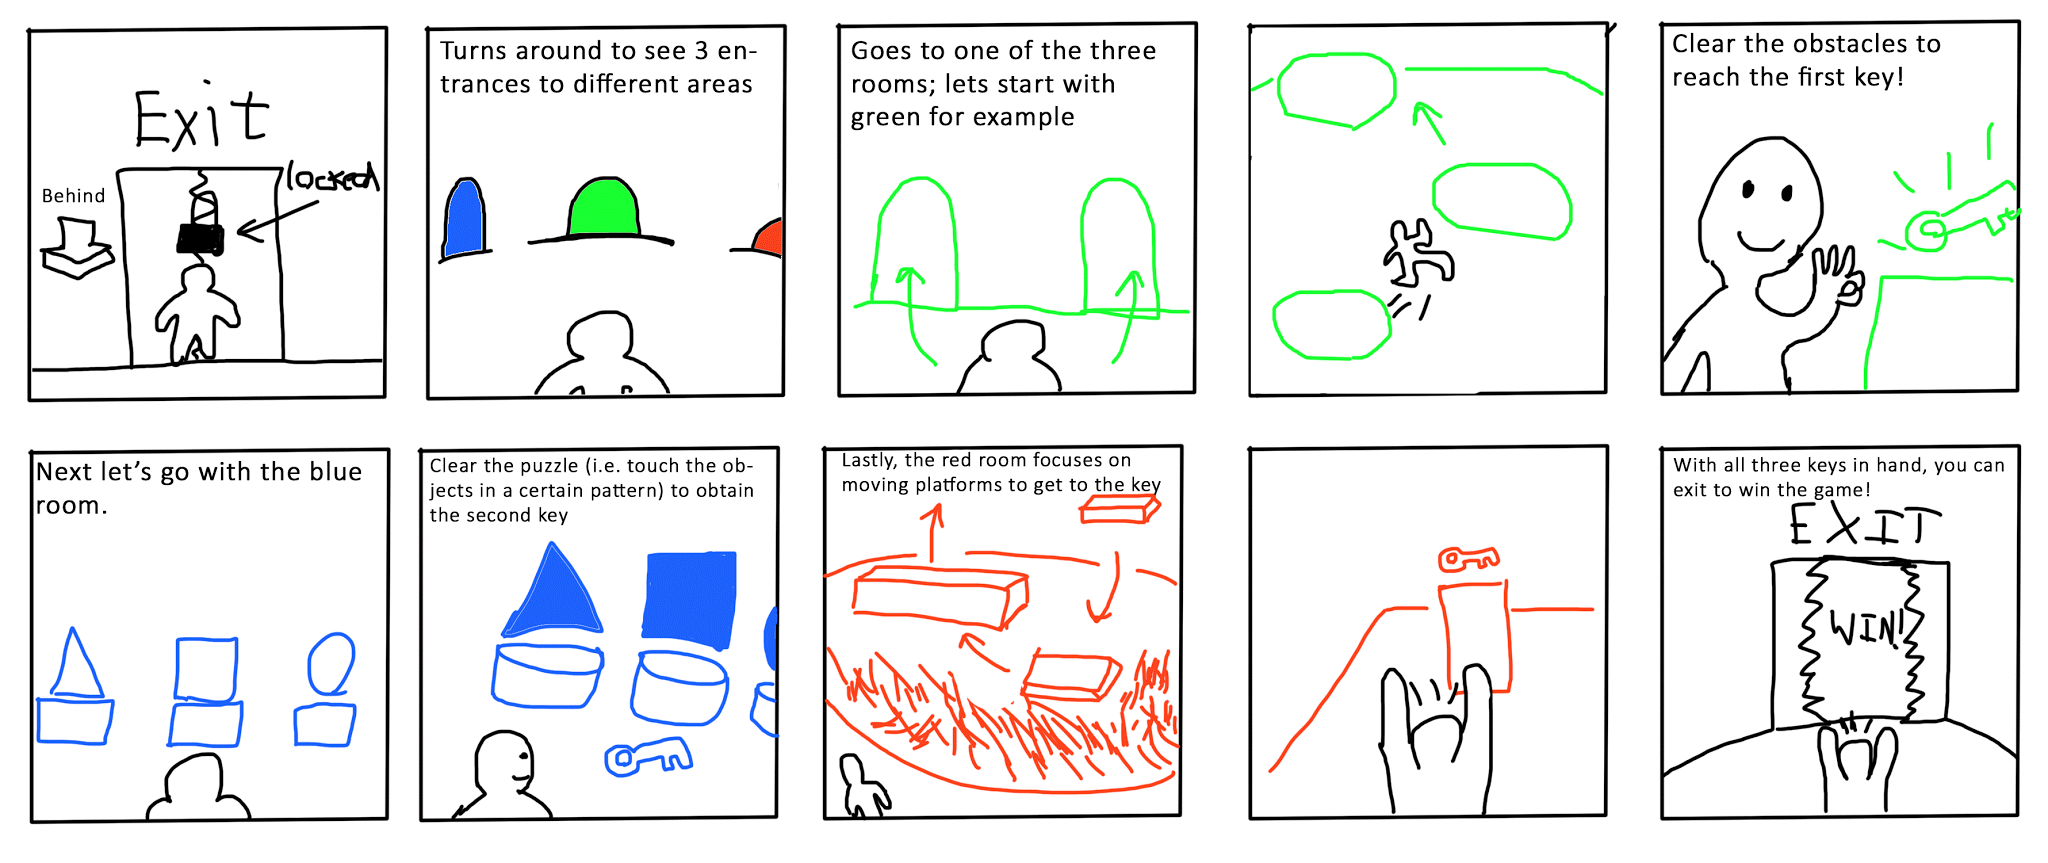 Exit
locked
Behind
Turns around to see 3 en-
trances to different areas
Goes to one of the three
rooms; lets start with
green for example
Clear the obstacles to
reach the first key!
Next let's go with the blue
room.
Clear the puzzle (i.e. touch the ob-
jects in a certain pattern) to obtain
the second key
Lastly, the red room focuses on
moving platforms to get to the key
With all three keys in hand, you can
exit to win the game!
EXIT
WIN!